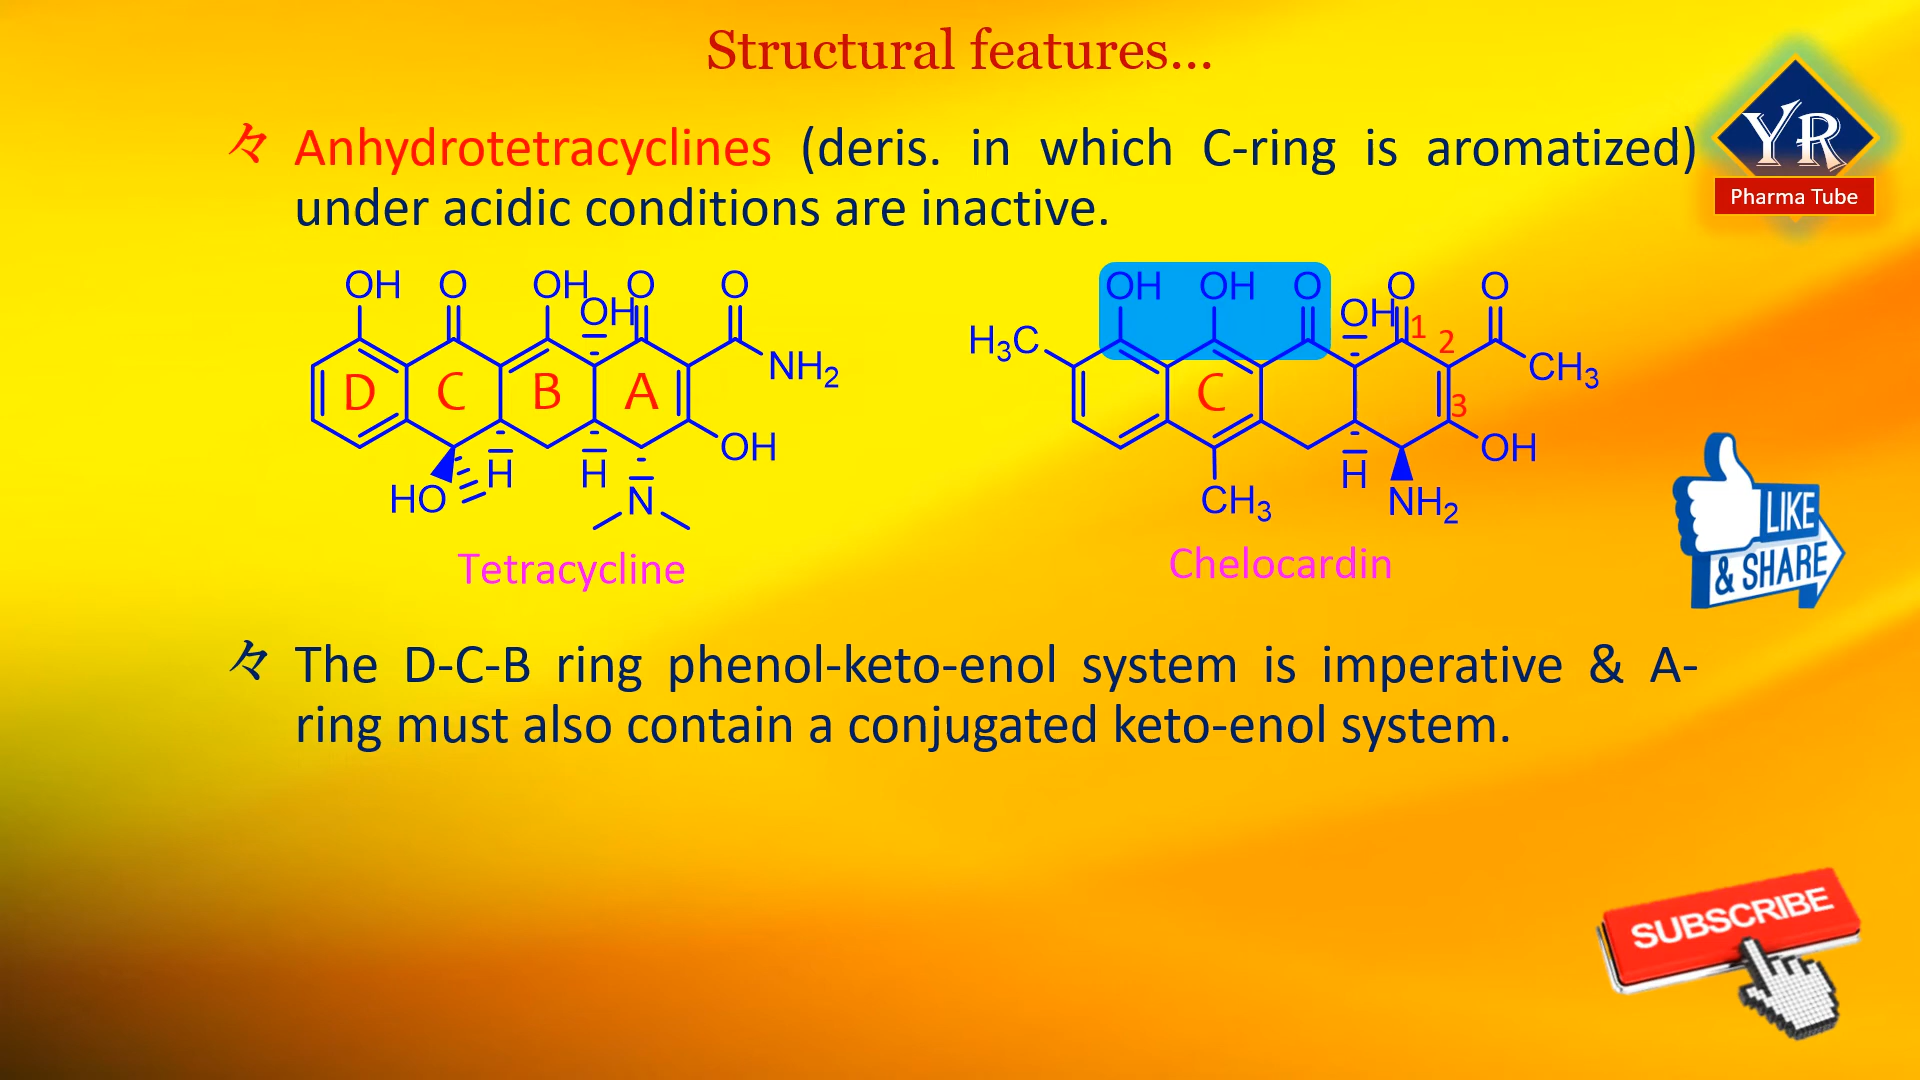 Structural features...
YR
Pharma Tube
々 Anhydrotetracyclines (deris. in which C-ring is aromatized)
under acidic conditions are inactive.
OH O OH OH O O
D C B A NH2
HO H H N OH
Tetracycline
OH OH O OH O O
H3C C 1 2 3 CH3
CH3 H NH2 OH
Chelocardin
LIKE
& SHARE
々 The D-C-B ring phenol-keto-enol system is imperative & A-
ring must also contain a conjugated keto-enol system.
SUBSCRIBE